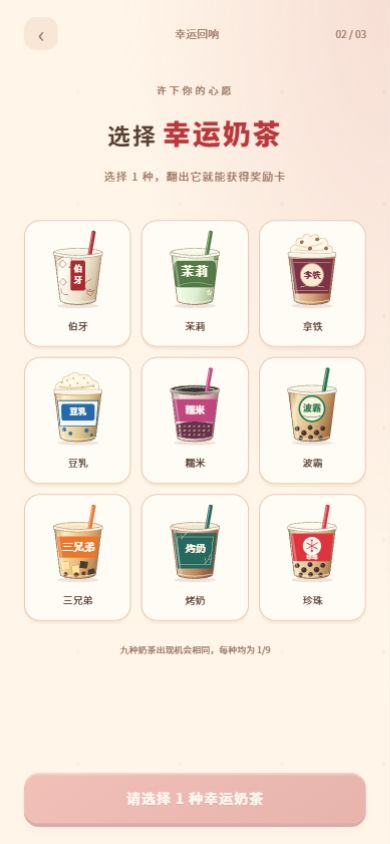 幸运回响
02 / 03
许下你的心愿
选择 幸运奶茶
选择 1 种，翻出它就能获得奖励卡
伯牙
伯牙
茉莉
茉莉
李铁
拿铁
豆乳
豆乳
糯米
糯米
波霸
波霸
三兄弟
三兄弟
烤奶
烤奶
珍珠
九种奶茶出现机会相同，每种均为 1/9
请选择 1 种幸运奶茶